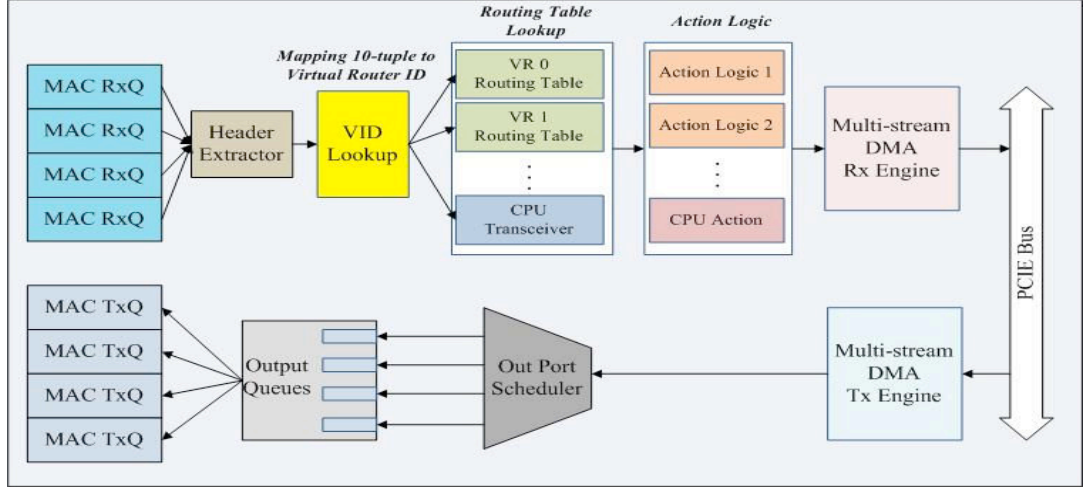 Routing Table
Lookup
Action Logic
Mapping 10-tuple to
Virtual Router ID
MAC RxQ
MAC RxQ
MAC RxQ
MAC RxQ
Header
Extractor
VID
Lookup
VR 0
Routing Table
VR 1
Routing Table
CPU
Transceiver
Action Logic 1
Action Logic 2
CPU Action
Multi-stream
DMA
Rx Engine
PCIE Bus
MAC TxQ
MAC TxQ
MAC TxQ
MAC TxQ
Output
Queues
Out Port
Scheduler
Multi-stream
DMA
Tx Engine